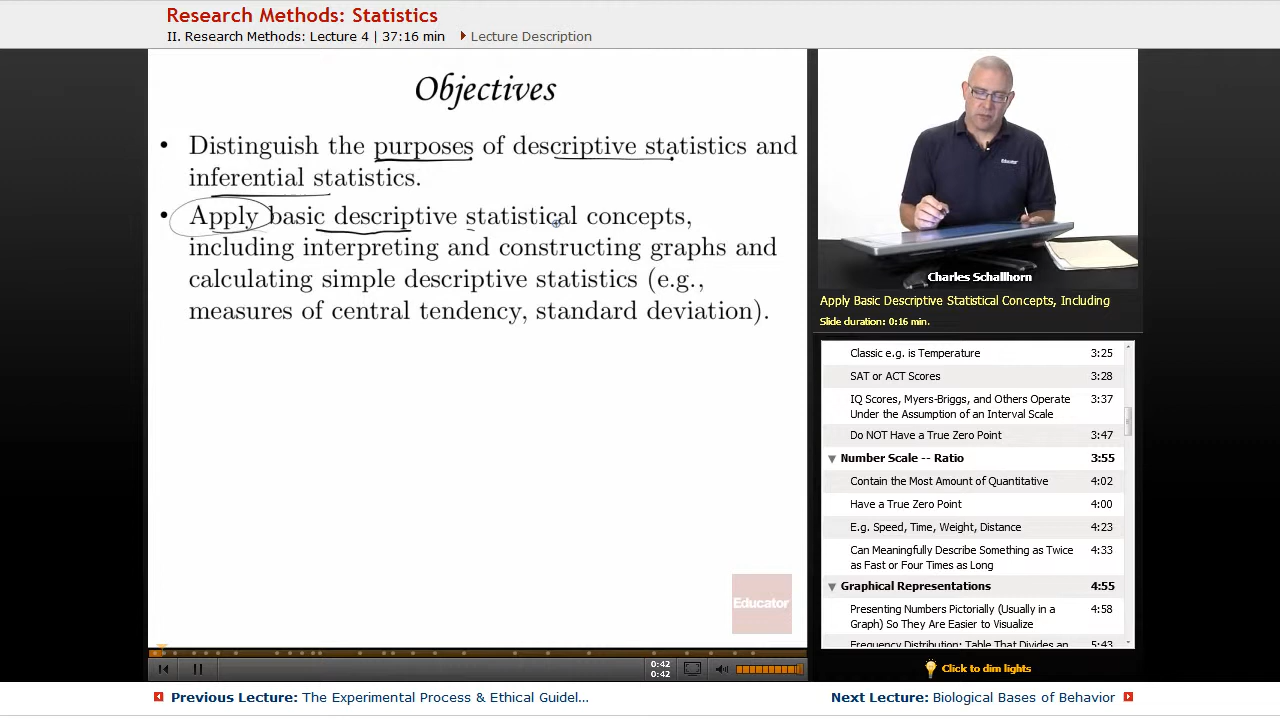 Research Methods: Statistics
II. Research Methods: Lecture 4 | 37:16 min
Lecture Description
Objectives
• Distinguish the purposes of descriptive statistics and
inferential statistics.
• Apply basic descriptive statistical concepts,
including interpreting and constructing graphs and
calculating simple descriptive statistics (e.g.,
measures of central tendency, standard deviation).
Educator
Educator
Charles Schallhorn
Apply Basic Descriptive Statistical Concepts, Including
Slide duration: 0:16 min.
Classic e.g. is Temperature 3:25
SAT or ACT Scores 3:28
IQ Scores, Myers-Briggs, and Others Operate 3:37
Under the Assumption of an Interval Scale
Do NOT Have a True Zero Point 3:47
Number Scale -- Ratio 3:55
Contain the Most Amount of Quantitative 4:02
Have a True Zero Point 4:00
E.g. Speed, Time, Weight, Distance 4:23
Can Meaningfully Describe Something as Twice 4:33
as Fast or Four Times as Long
Graphical Representations 4:55
Presenting Numbers Pictorially (Usually in a 4:58
Graph) So They Are Easier to Visualize
Frequency Distribution: Table That Divides an 5:43
0:42
0:42
Click to dim lights
Previous Lecture: The Experimental Process & Ethical Guidel...
Next Lecture: Biological Bases of Behavior